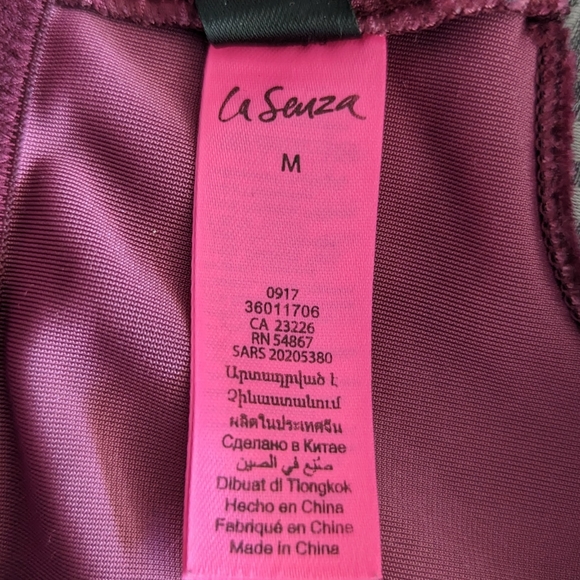 La Senza
M
0917
36011706
CA 23226
RN 54867
SARS 20205380
Արտադրված է
Չինաստանում
ผลิตในประเทศจีน
Сделано в Китае
صنع في الصين
Dibuat di Tiongkok
Hecho en China
Fabriqué en Chine
Made in China